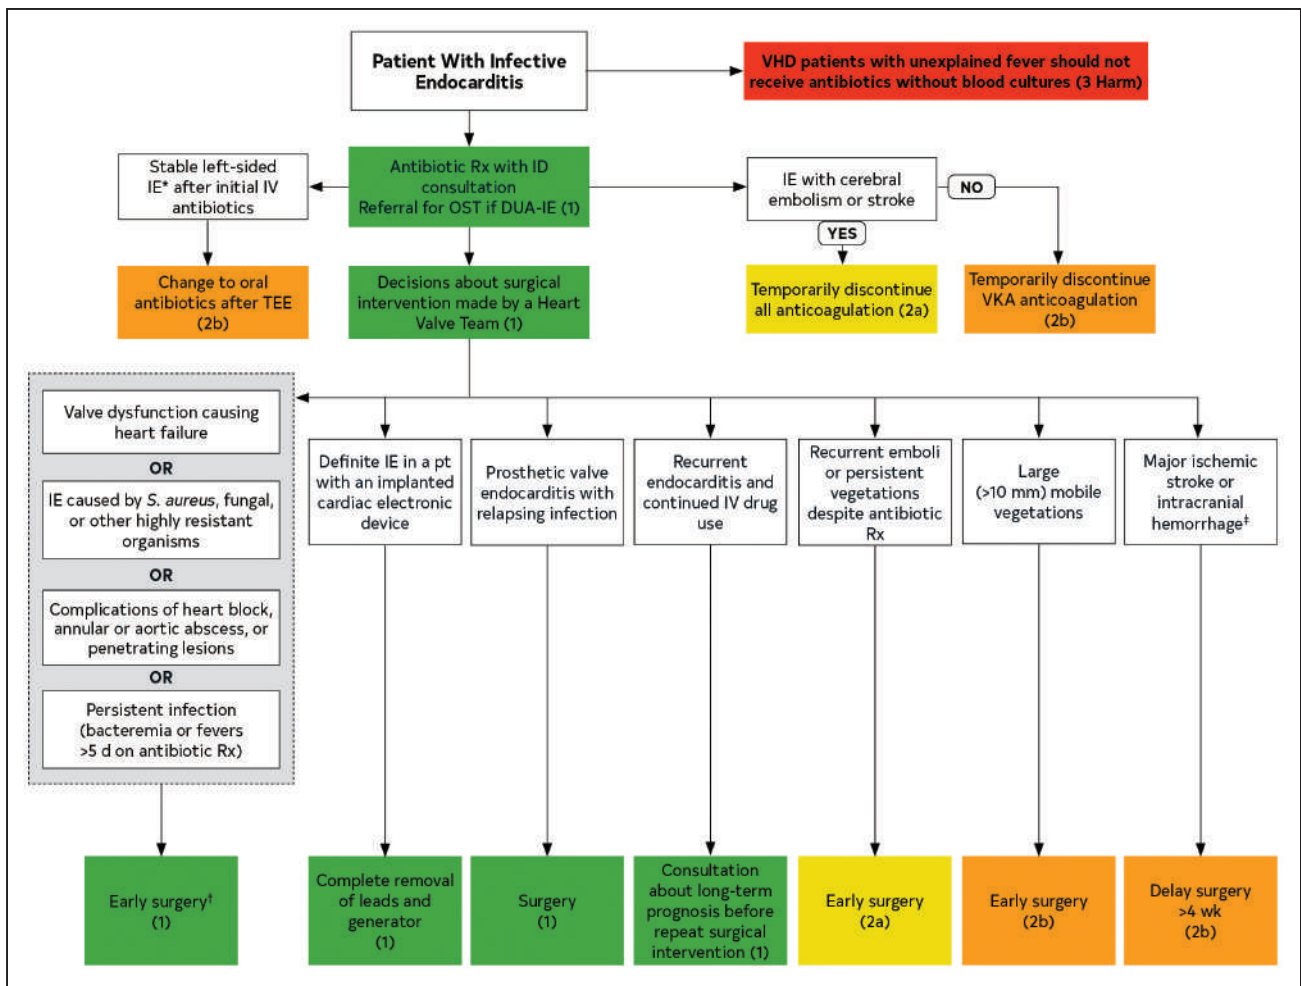 Patient With Infective
Endocarditis
VHD patients with unexplained fever should not
receive antibiotics without blood cultures (3 Harm)
Stable left-sided
IE* after initial IV
antibiotics
Antibiotic Rx with ID
consultation
Referral for OST if DUA-IE (1)
IE with cerebral
embolism or stroke
NO
YES
Change to oral
antibiotics after TEE
(2b)
Decisions about surgical
intervention made by a Heart
Valve Team (1)
Temporarily discontinue
all anticoagulation (2a)
Temporarily discontinue
VKA anticoagulation
(2b)
Valve dysfunction causing
heart failure
OR
IE caused by S. aureus, fungal,
or other highly resistant
organisms
OR
Complications of heart block,
annular or aortic abscess, or
penetrating lesions
OR
Persistent infection
(bacteremia or fevers
>5 d on antibiotic Rx)
Definite IE in a pt
with an implanted
cardiac electronic
device
Prosthetic valve
endocarditis with
relapsing infection
Recurrent
endocarditis and
continued IV drug
use
Recurrent emboli
or persistent
vegetations
despite antibiotic
Rx
Large
(>10 mm) mobile
vegetations
Major ischemic
stroke or
intracranial
hemorrhage‡
Early surgery†
(1)
Complete removal
of leads and
generator
(1)
Surgery
(1)
Consultation
about long-term
prognosis before
repeat surgical
intervention (1)
Early surgery
(2a)
Early surgery
(2b)
Delay surgery
>4 wk
(2b)